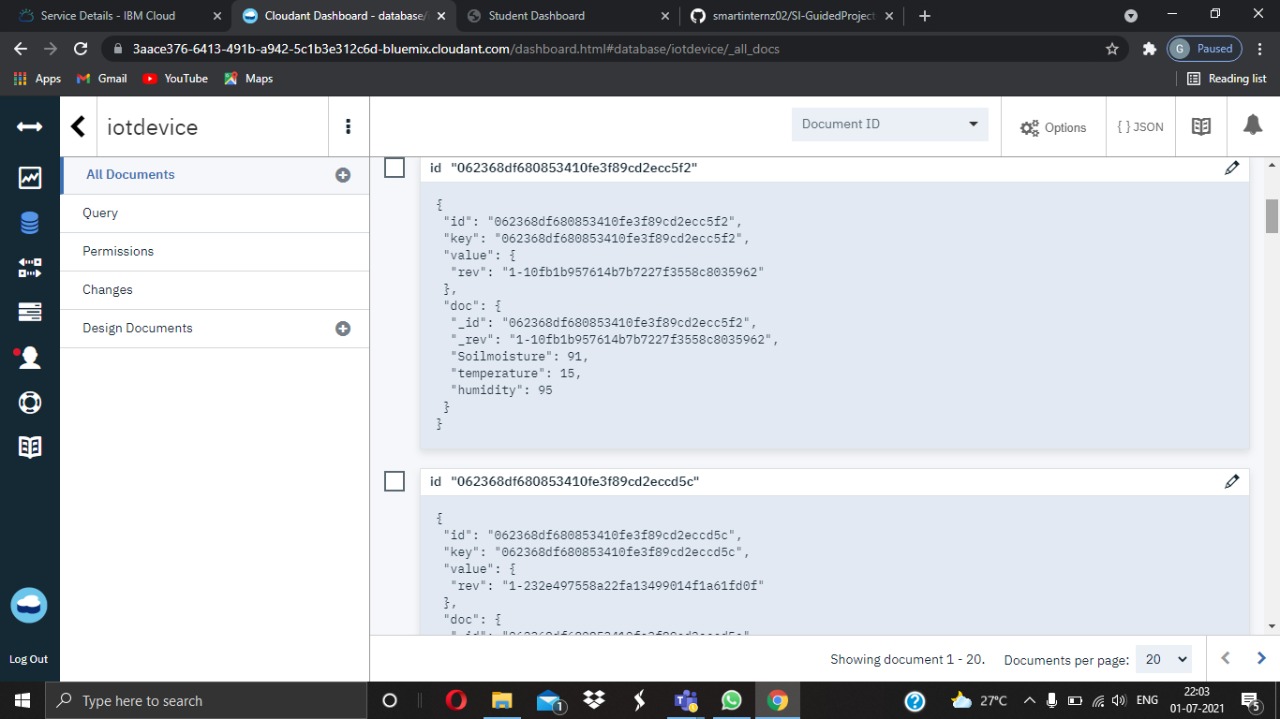 Service Details - IBM Cloud
Cloudant Dashboard - database/
Student Dashboard
smartinternz02/SI-GuidedProject
3aace376-6413-491b-a942-5c1b3e312c6d-bluemix.cloudant.com/dashboard.html#database/iotdevice/_all_docs
G Paused
Apps Gmail YouTube Maps
Reading list
iotdevice
Document ID
Options
{ } JSON
All Documents
Query
Permissions
Changes
Design Documents
Log Out
id "062368df680853410fe3f89cd2ecc5f2"
{
"id": "062368df680853410fe3f89cd2ecc5f2",
"key": "062368df680853410fe3f89cd2ecc5f2",
"value": {
"rev": "1-10fb1b957614b7b7227f3558c8035962"
},
"doc": {
"_id": "062368df680853410fe3f89cd2ecc5f2",
"_rev": "1-10fb1b957614b7b7227f3558c8035962",
"Soilmoisture": 91,
"temperature": 15,
"humidity": 95
}
}
id "062368df680853410fe3f89cd2eccd5c"
{
"id": "062368df680853410fe3f89cd2eccd5c",
"key": "062368df680853410fe3f89cd2eccd5c",
"value": {
"rev": "1-232e497558a22fa13499014f1a61fd0f"
},
"doc": {
Showing document 1 - 20. Documents per page: 20
Type here to search
1
27°C
ENG
22:03
01-07-2021
5